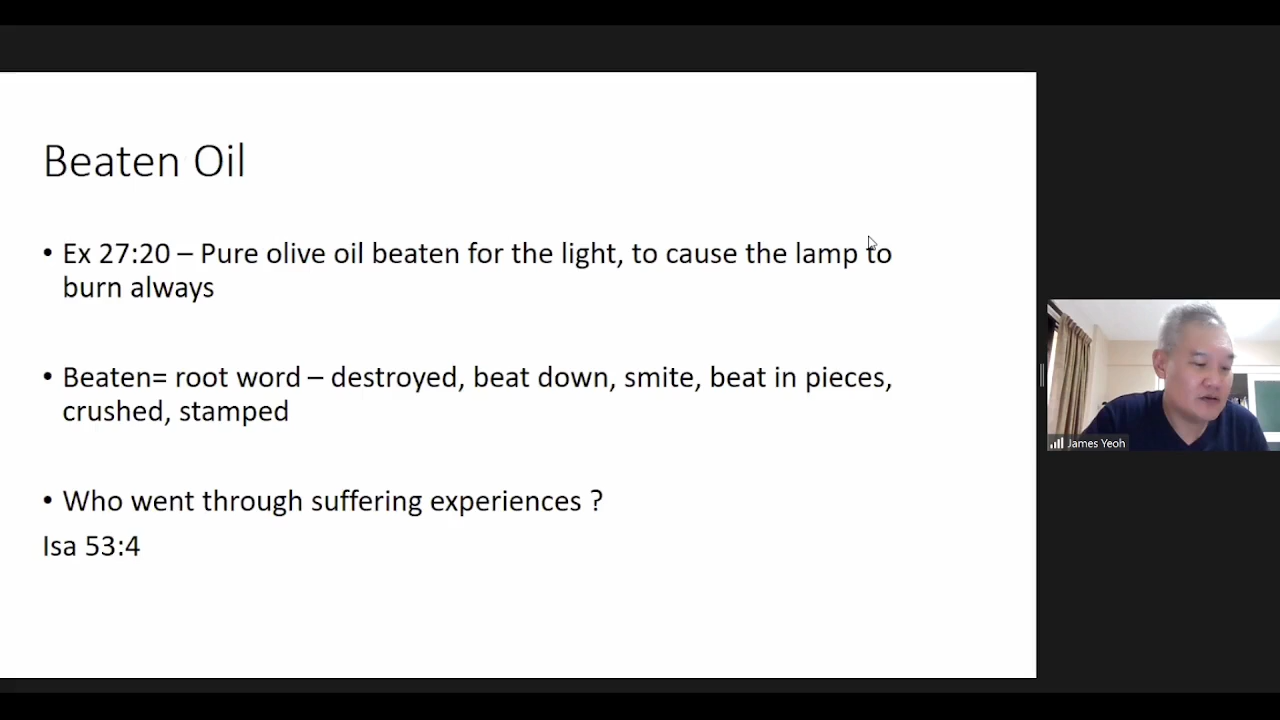 Beaten Oil
• Ex 27:20 – Pure olive oil beaten for the light, to cause the lamp to
burn always
• Beaten= root word – destroyed, beat down, smite, beat in pieces,
crushed, stamped
• Who went through suffering experiences ?
Isa 53:4
James Yeoh